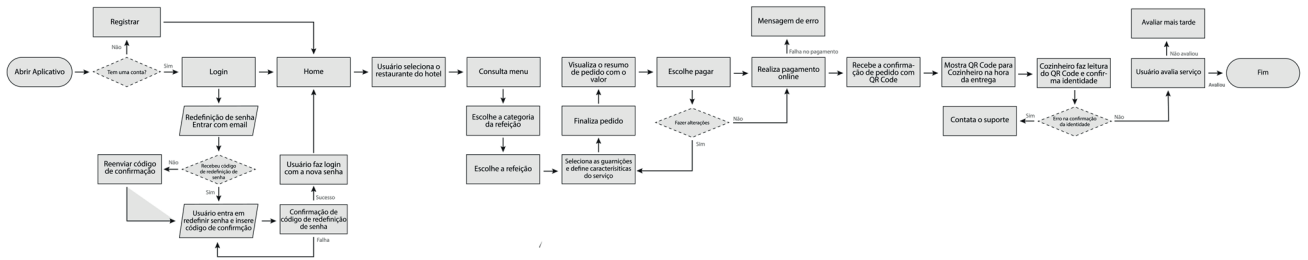 Abrir Aplicativo
Registrar
Não
Tem uma conta?
Sim
Login
Home
Redefinição de senha
Entrar com email
Reenviar código
de confirmação
Não
Recebeu código
de redefinição de
senha
Sim
Usuário entra em
redefinir senha e insere
código de confirmção
Confirmação de
código de redefinição
de senha
Falha
Sucesso
Usuário faz login
com a nova senha
Usuário seleciona o
restaurante do hotel
Consulta menu
Escolhe a categoria
da refeição
Escolhe a refeição
Seleciona as guarnições
e define caracterísiticas
do serviço
Finaliza pedido
Visualiza o resumo
de pedido com o
valor
Escolhe pagar
Fazer alterações
Sim
Não
Mensagem de erro
Falha no pagamento
Realiza pagamento
online
Recebe a confirma-
ção de pedido com
QR Code
Mostra QR Code para
Cozinheiro na hora
da entrega
Cozinheiro faz leitura
do QR Code e confir-
ma identidade
Contata o suporte
Sim
Erro na confirmação
da identidade
Não
Avaliar mais tarde
Não avaliou
Usuário avalia serviço
Avaliou
Fim